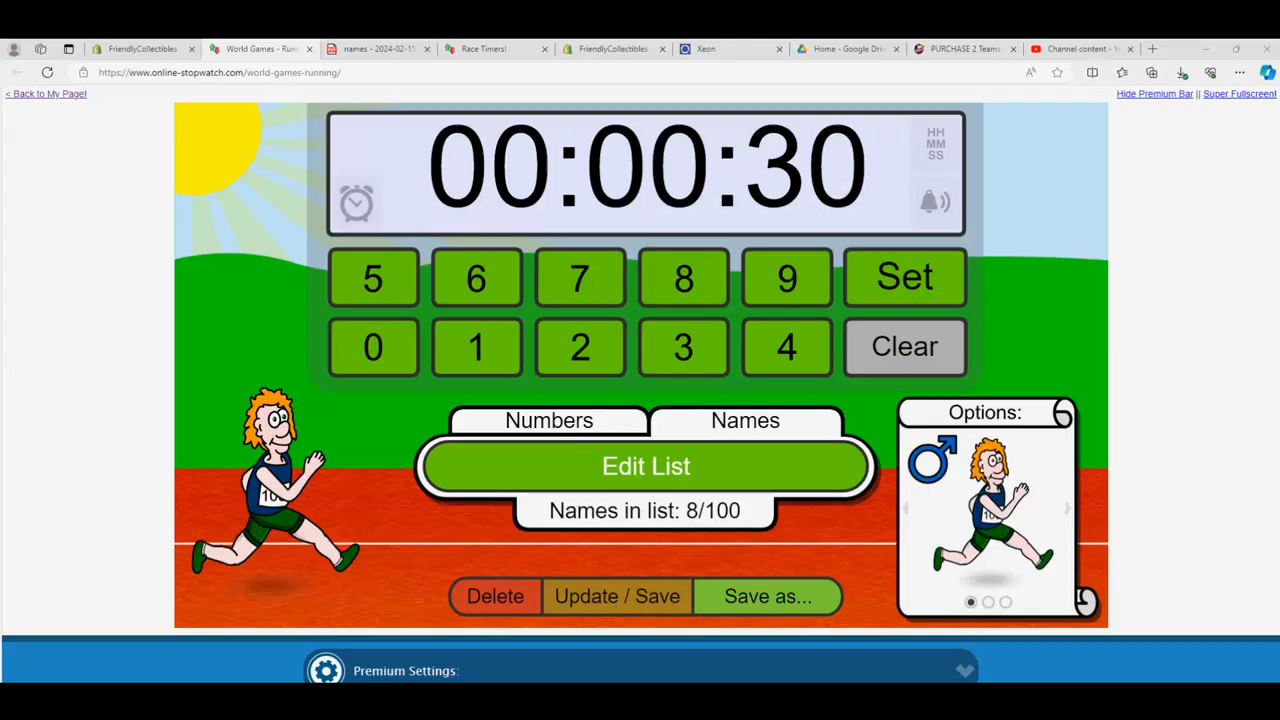 FriendlyCollectibles
World Games - Runn
names - 2024-02-15
Race Timers!
FriendlyCollectibles
Xeon
Home - Google Driv
PURCHASE 2 Teams
Channel content - Y
https://www.online-stopwatch.com/world-games-running/
< Back to My Page!
Hide Premium Bar || Super Fullscreen!
00:00:30
HH
MM
SS
5 6 7 8 9 Set
0 1 2 3 4 Clear
Numbers
Names
Edit List
Names in list: 8/100
Options:
10
10
Delete
Update / Save
Save as...
Premium Settings: